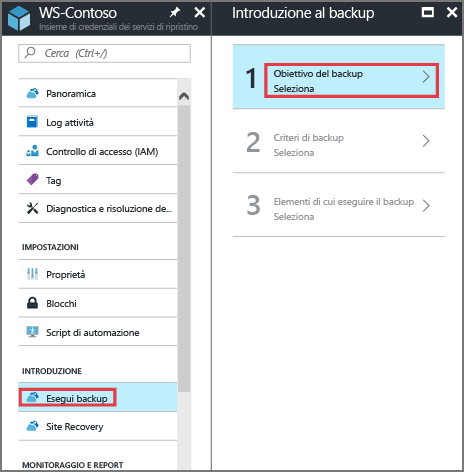 WS-Contoso
Insieme di credenziali dei servizi di ripristino
Cerca (Ctrl+/)
Panoramica
Log attività
Controllo di accesso (IAM)
Tag
Diagnostica e risoluzione de...
IMPOSTAZIONI
Proprietà
Blocchi
Script di automazione
INTRODUZIONE
Esegui backup
Site Recovery
MONITORAGGIO E REPORT
Introduzione al backup
1 Obiettivo del backup
Seleziona
2 Criteri di backup
Seleziona
3 Elementi di cui eseguire il backup
Seleziona